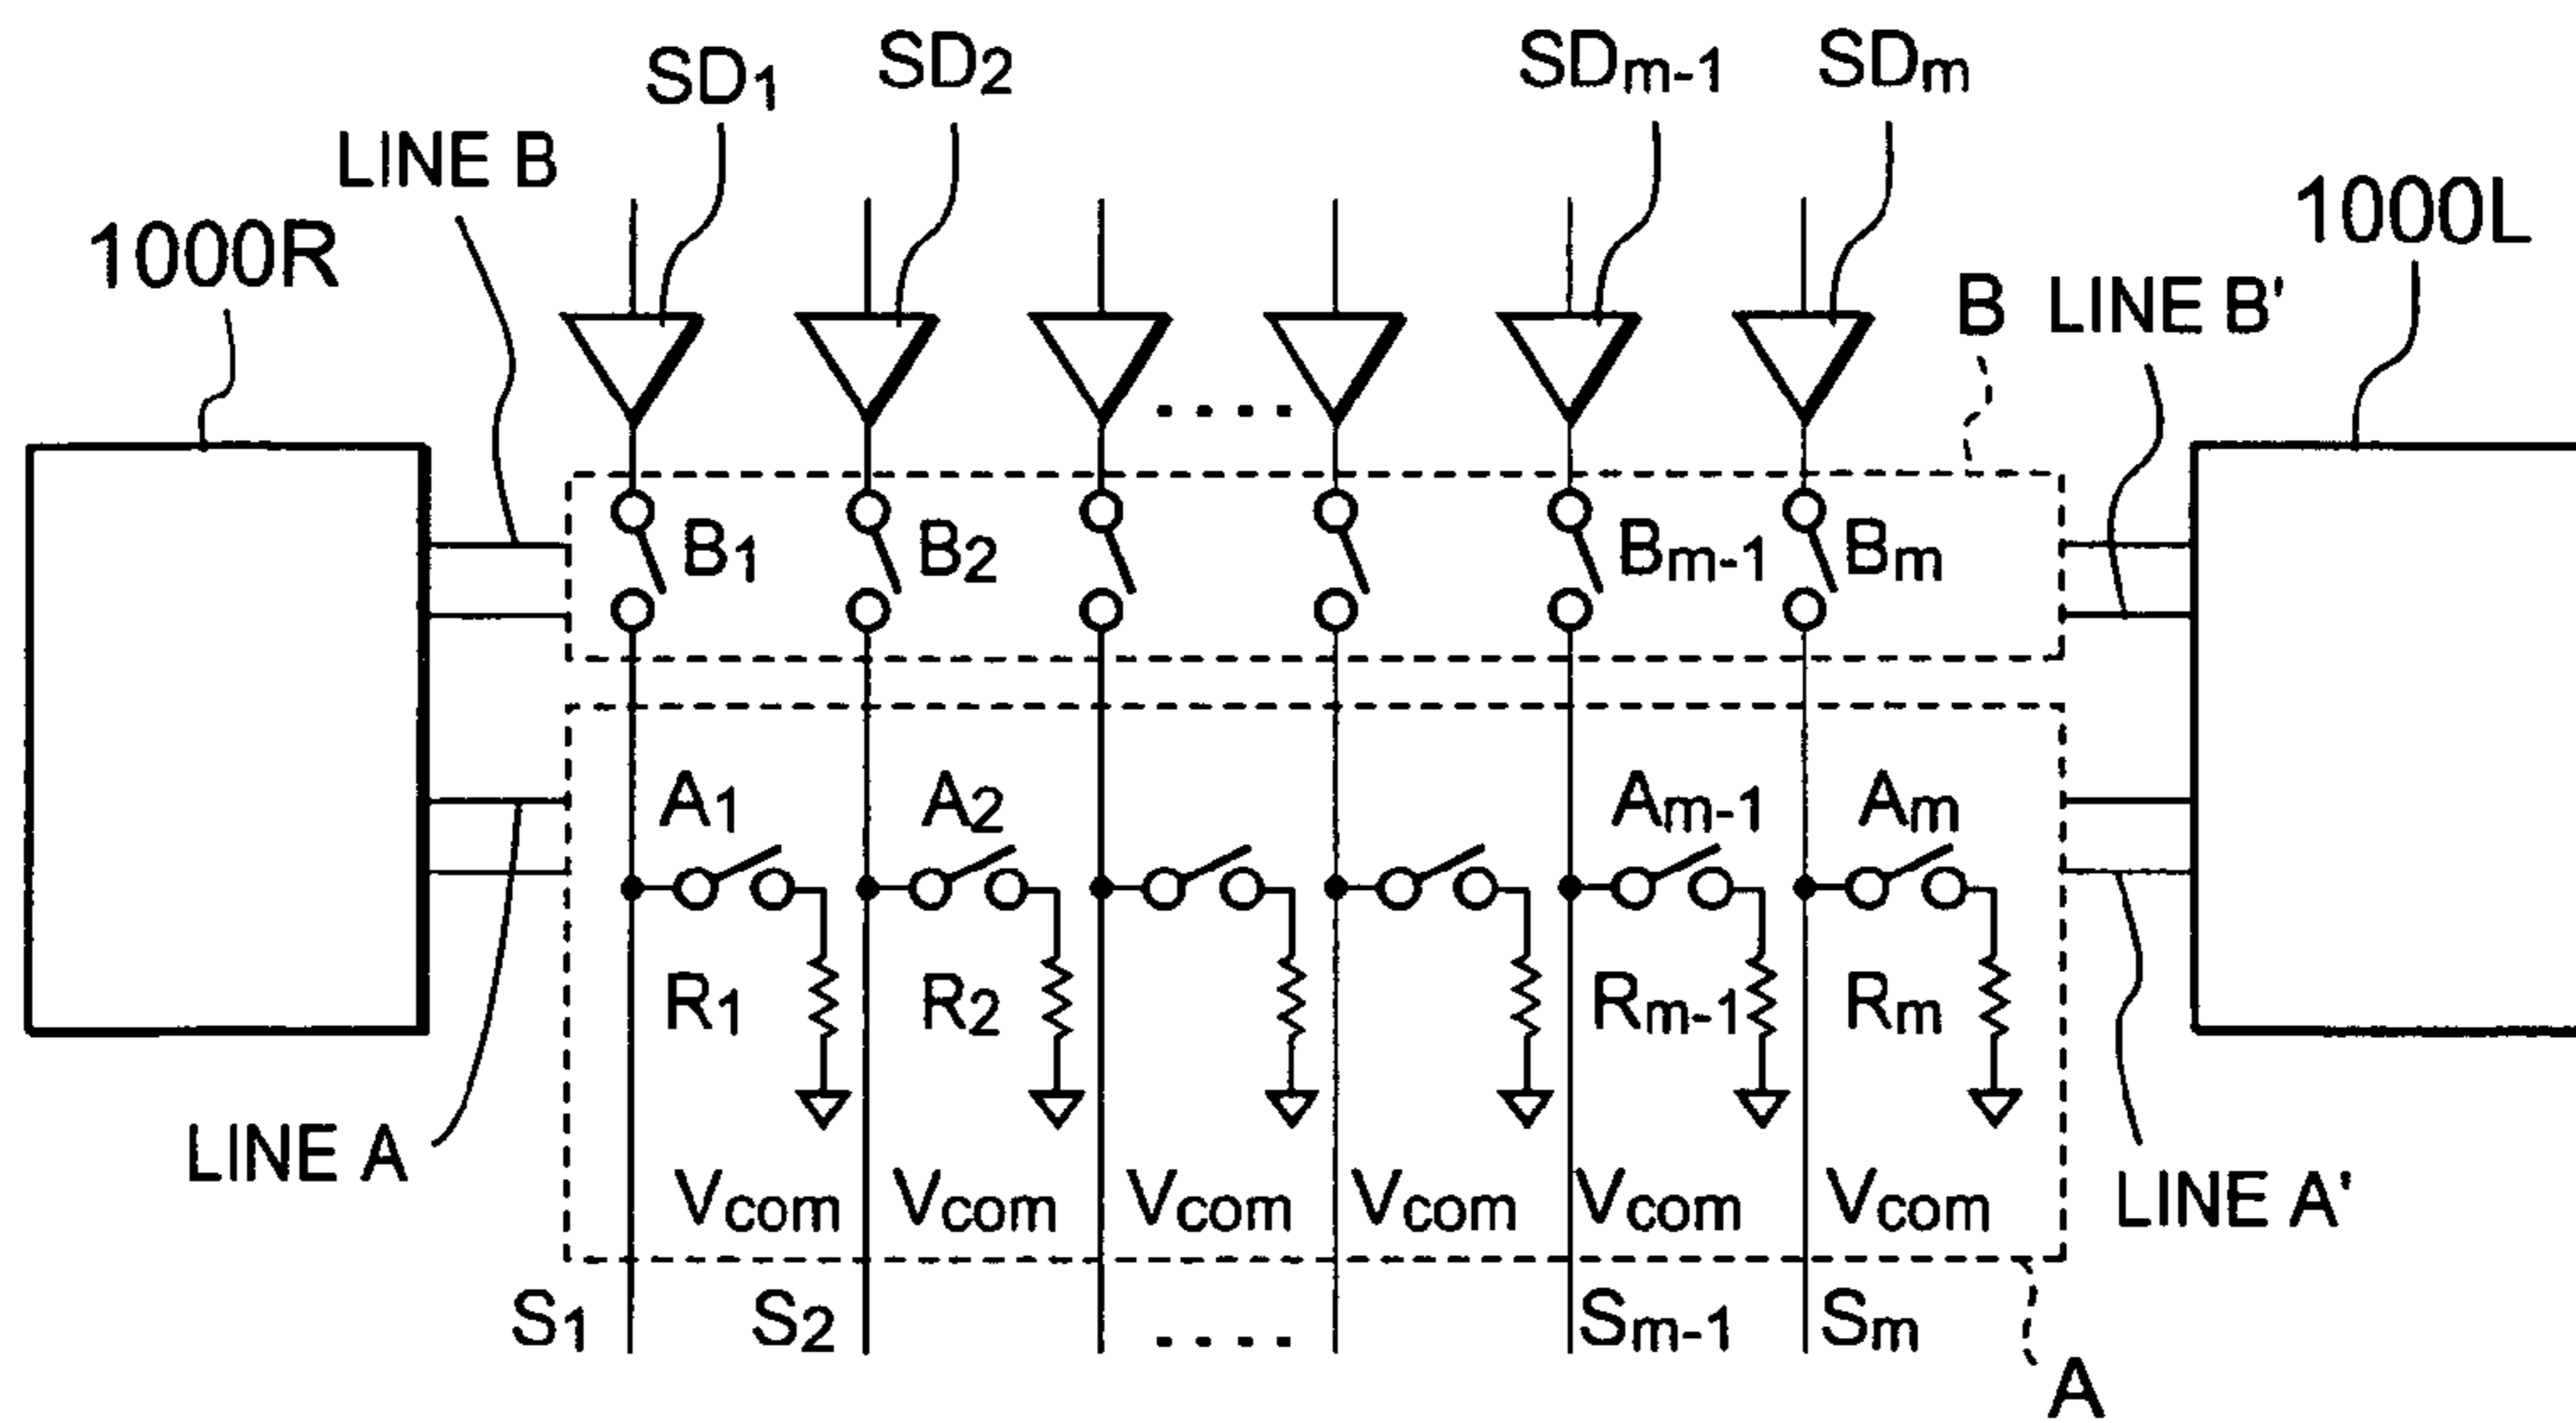 SD1 SD2 SDm-1 SDm
LINE B
1000R
1000L
B LINE B'
B1 B2 Bm-1 Bm
A1 A2 Am-1 Am
R1 R2 Rm-1 Rm
LINE A
Vcom Vcom Vcom Vcom Vcom Vcom
LINE A'
S1 S2 .... Sm-1 Sm
A